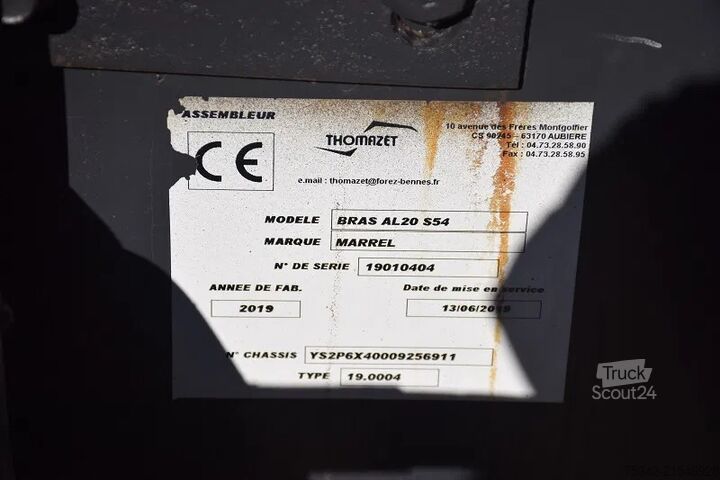 ASSEMBLEUR
CE
THOMAZET
10 avenue des Frères Montgolfier
CS 90245 - 63170 AUBIERE
Tél : 04.73.28.58.90
Fax : 04.73.28.58.95
e.mail : thomazet@forez-bennes.fr
MODELE BRAS AL20 S54
MARQUE MARREL
N° DE SERIE 19010404
ANNEE DE FAB. Date de mise en service
2019 13/06/2019
N° CHASSIS YS2P6X40009256911
TYPE 19.0004
Truck
Scout24